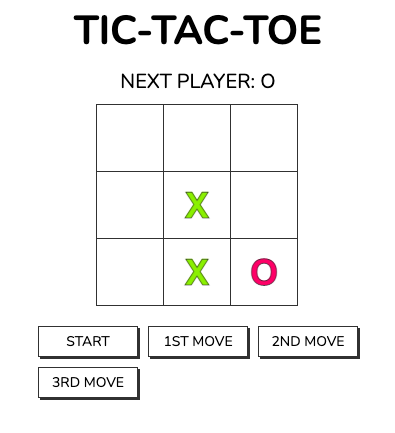 TIC-TAC-TOE
NEXT PLAYER: O
X
X O
START 1ST MOVE 2ND MOVE
3RD MOVE